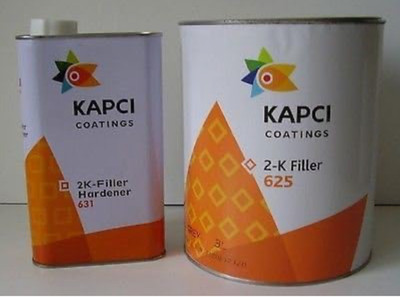 KAPCI
COATINGS
2K-Filler
Hardener
631
KAPCI
COATINGS
2-K Filler
625